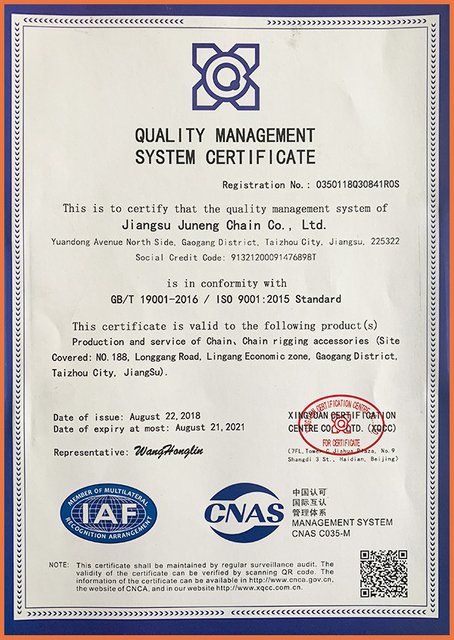 QUALITY MANAGEMENT
SYSTEM CERTIFICATE
Registration No.: 0350118Q30841R0S
This is to certify that the quality management system of
Jiangsu Juneng Chain Co., Ltd.
Yuandong Avenue North Side, Gaogang District, Taizhou City, Jiangsu, 225322
Social Credit Code: 91321200091476898T
is in conformity with
GB/T 19001-2016 / ISO 9001:2015 Standard
This certificate is valid to the following product(s)
Production and service of Chain、Chain rigging accessories (Site
Covered: NO.188, Longgang Road, Lingang Economic zone, Gaogang District,
Taizhou City, JiangSu).
Date of issue: August 22, 2018
Date of expiry at most: August 21, 2021
Representative: WangHonglin
XINGYUAN CERTIFICATION
CENTRE CO., LTD. (XQCC)
(7FL, Tower C Jishua Plaza, No.9
Shangdi 3 St., Haidian, Beijing)
CERTIFICATION CENTRE
FOR CERTIFICATE
MEMBER OF MULTILATERAL
IAF
RECOGNITION ARRANGEMENT
CNAS
中国认可
国际互认
管理体系
MANAGEMENT SYSTEM
CNAS C035-M
NOTE: This certificate shall be maintained by regular surveillance audit. The
validity of the certificate can be verified by scanning QR code. The
information of the certificate can be available in http://www.cnca.gov.cn,
the website of CNCA, and in our website http://www.xqcc.com.cn.